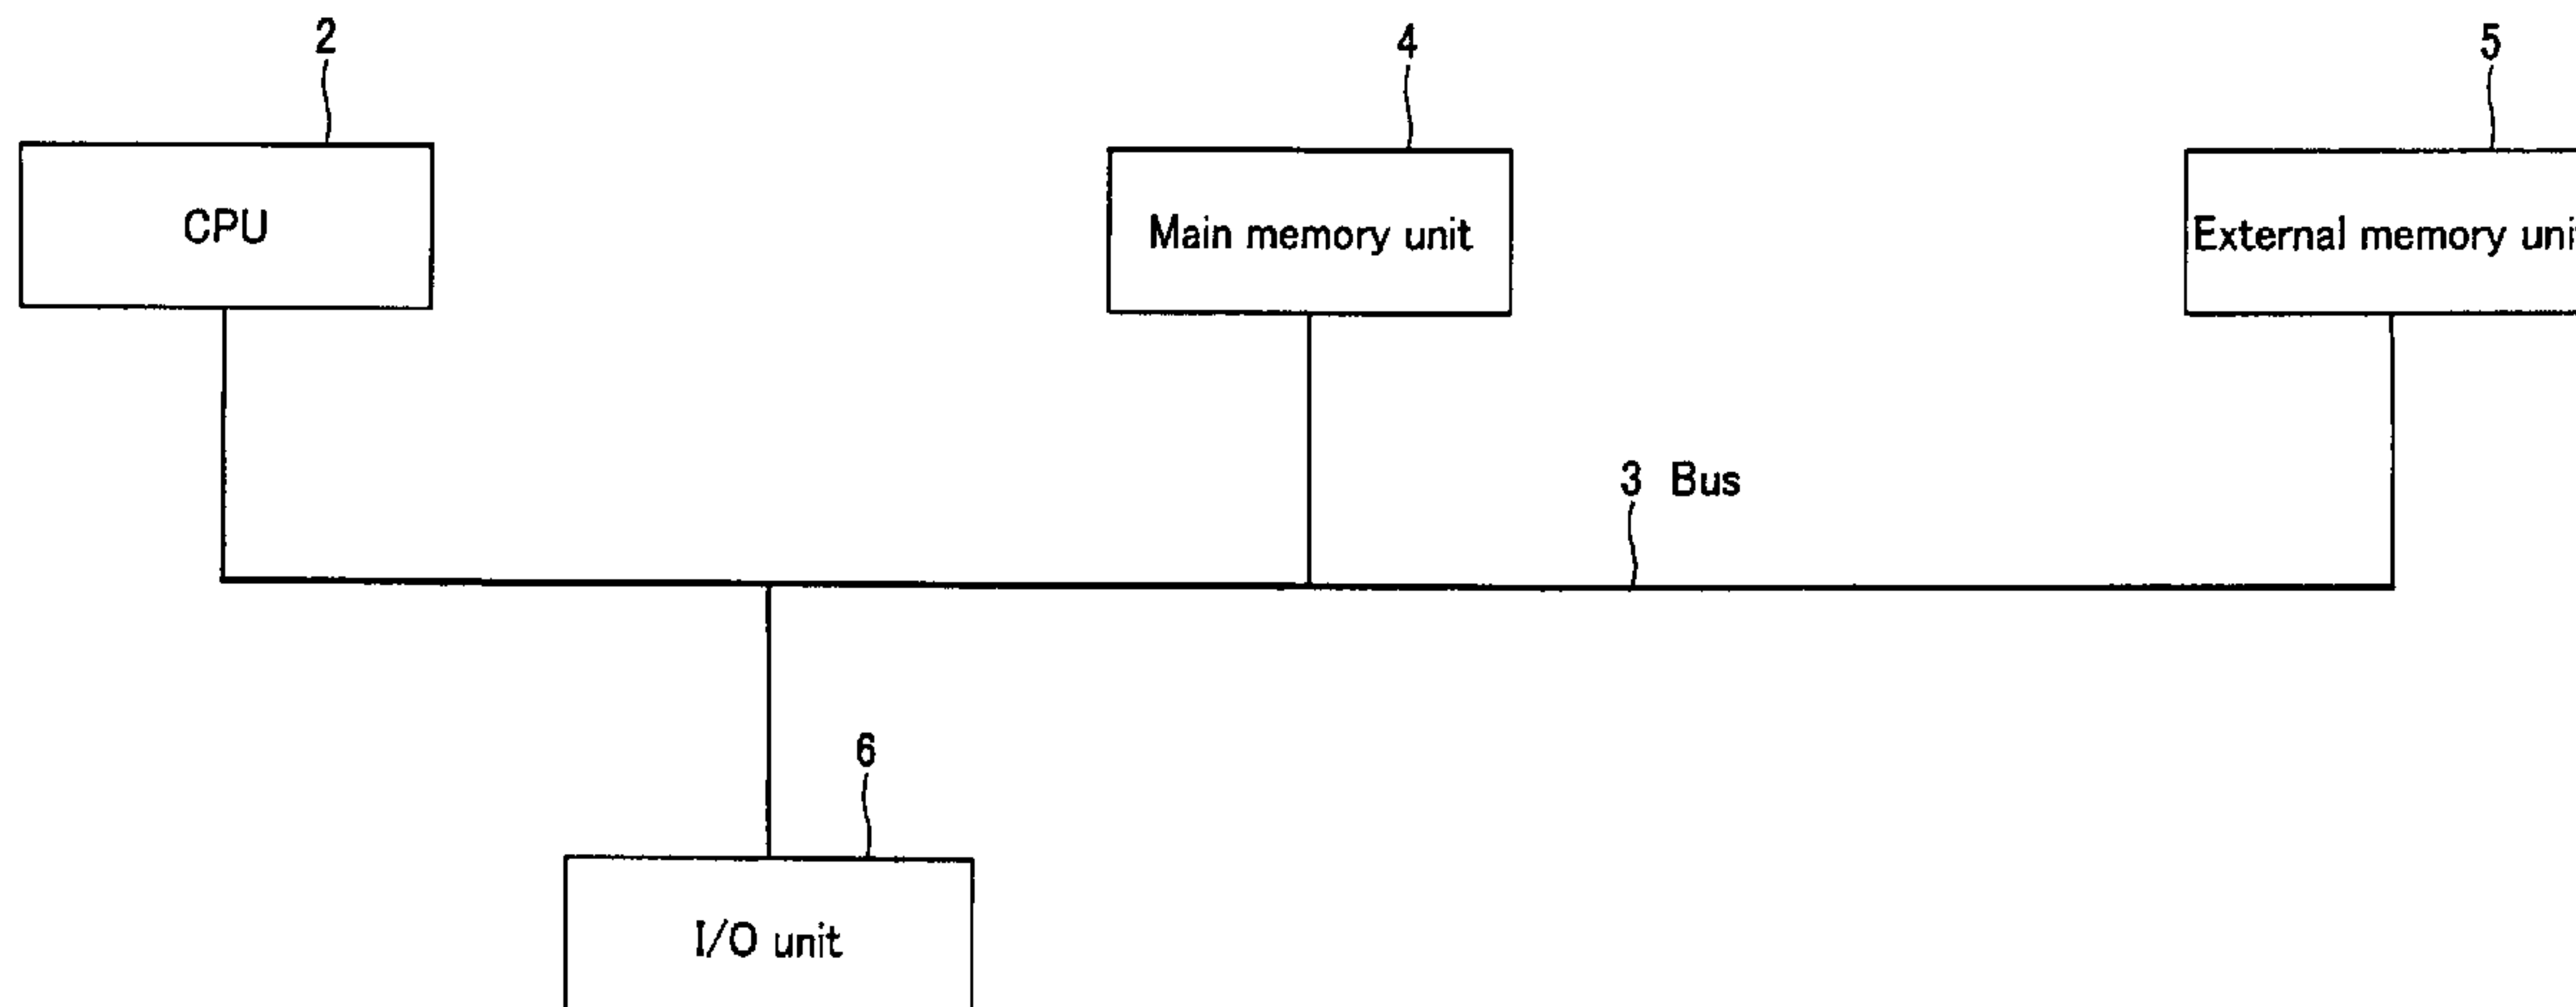 2
4
5
CPU
Main memory unit
External memory uni
3 Bus
6
I/O unit